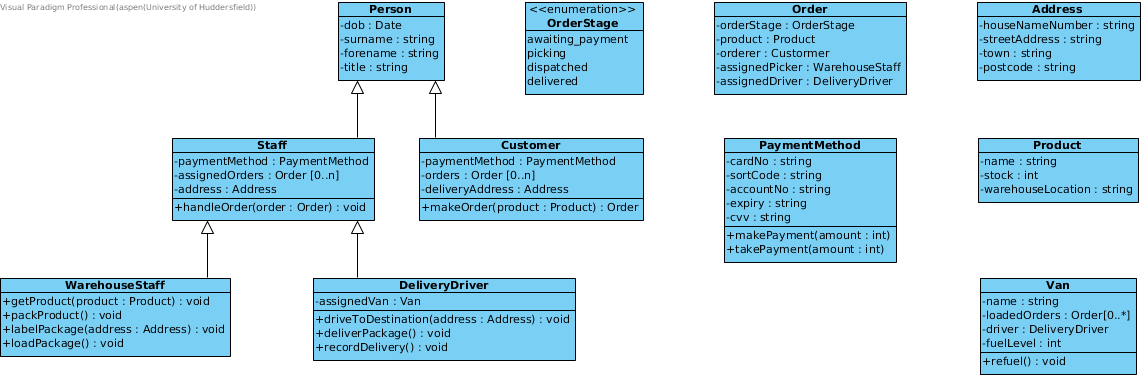 Visual Paradigm Professional(aspen(University of Huddersfield))
Person
-dob : Date
-surname : string
-forename : string
-title : string
<<enumeration>>
OrderStage
awaiting_payment
picking
dispatched
delivered
Order
-orderStage : OrderStage
-product : Product
-orderer : Custormer
-assignedPicker : WarehouseStaff
-assignedDriver : DeliveryDriver
Address
-houseNameNumber : string
-streetAddress : string
-town : string
-postcode : string
Staff
-paymentMethod : PaymentMethod
-assignedOrders : Order [0..n]
-address : Address
+handleOrder(order : Order) : void
Customer
-paymentMethod : PaymentMethod
-orders : Order [0..n]
-deliveryAddress : Address
+makeOrder(product : Product) : Order
PaymentMethod
-cardNo : string
-sortCode : string
-accountNo : string
-expiry : string
-cvv : string
+makePayment(amount : int)
+takePayment(amount : int)
Product
-name : string
-stock : int
-warehouseLocation : string
WarehouseStaff
+getProduct(product : Product) : void
+packProduct() : void
+labelPackage(address : Address) : void
+loadPackage() : void
DeliveryDriver
-assignedVan : Van
+driveToDestination(address : Address) : void
+deliverPackage() : void
+recordDelivery() : void
Van
-name : string
-loadedOrders : Order[0..*]
-driver : DeliveryDriver
-fuelLevel : int
+refuel() : void